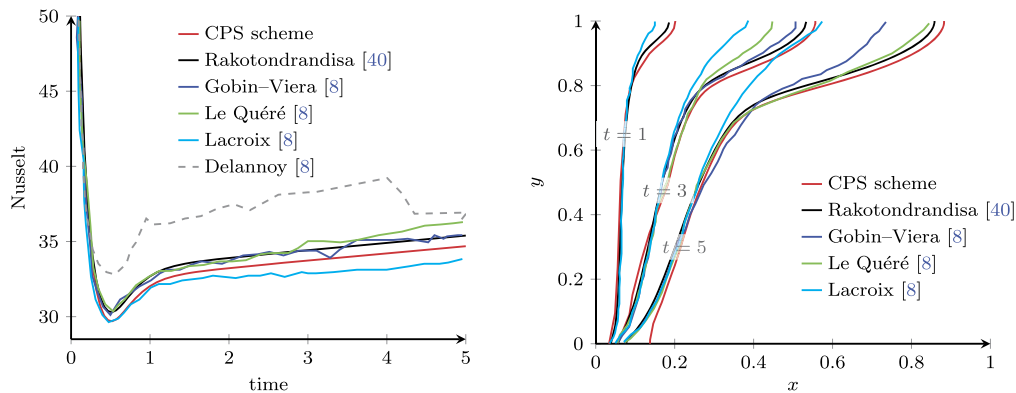 50
45
40
35
30
Nusselt
0
1
2
3
4
5
time
CPS scheme
Rakotondrandisa [40]
Gobin–Viera [8]
Le Quéré [8]
Lacroix [8]
Delannoy [8]
1
0.8
0.6
0.4
0.2
0
y
0
0.2
0.4
0.6
0.8
1
x
t = 1
t = 3
t = 5
CPS scheme
Rakotondrandisa [40]
Gobin–Viera [8]
Le Quéré [8]
Lacroix [8]